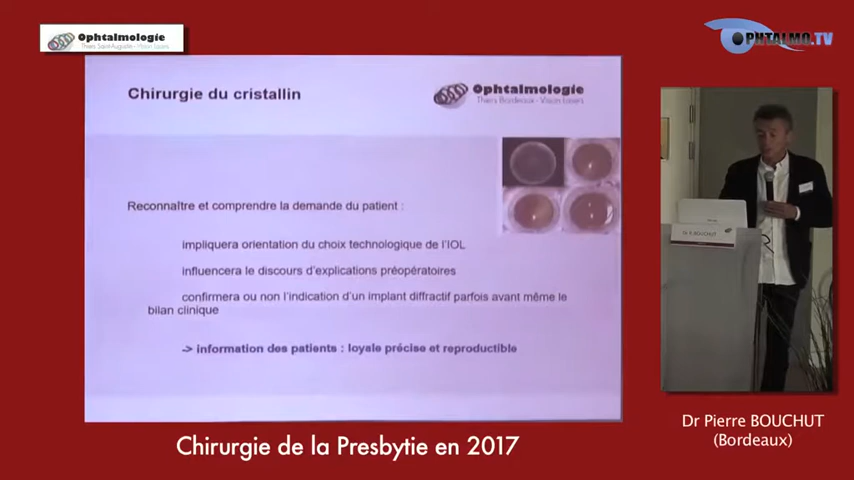 Ophtalmologie
Thiers Saint-Augustin - Vision Lasers
OPHTALMO.TV
Chirurgie du cristallin
Ophtalmologie
Thiers Bordeaux - Vision Lasers
Reconnaître et comprendre la demande du patient :
impliquera orientation du choix technologique de l'IOL
influencera le discours d'explications préopératoires
confirmera ou non l'indication d'un implant diffractif parfois avant même le
bilan clinique
-> information des patients : loyale précise et reproductible
Dr P. BOUCHUT
Dr Pierre BOUCHUT
(Bordeaux)
Chirurgie de la Presbytie en 2017